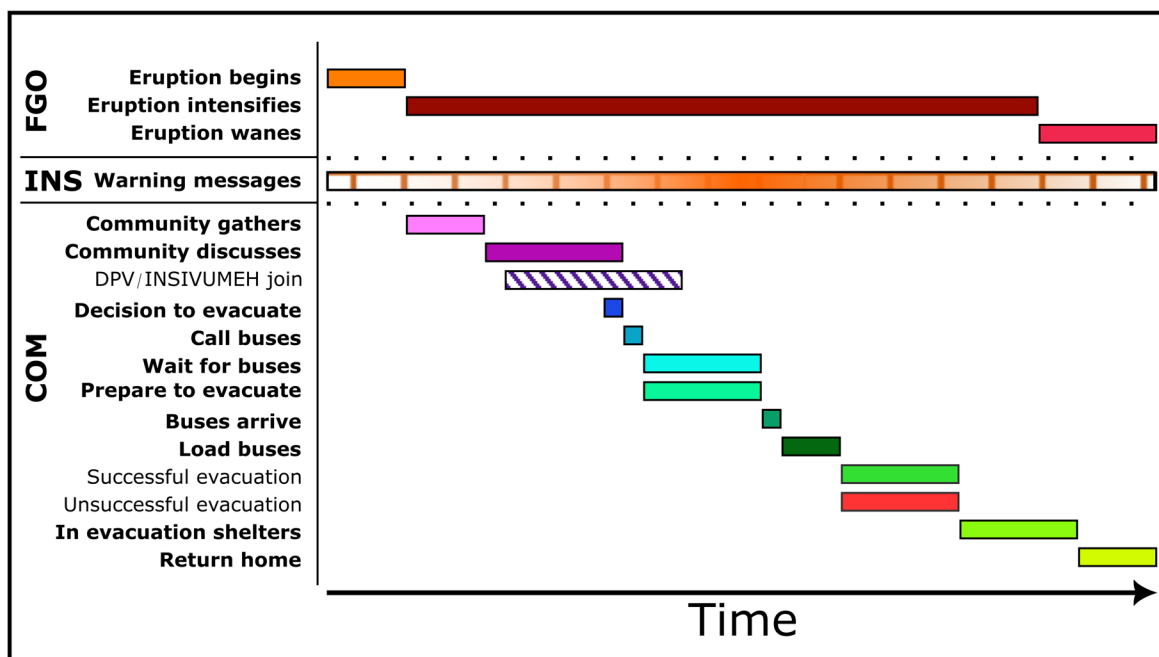 FGO
Eruption begins
Eruption intensifies
Eruption wanes
INS Warning messages
COM
Community gathers
Community discusses
DPV/INSIVUMEH join
Decision to evacuate
Call buses
Wait for buses
Prepare to evacuate
Buses arrive
Load buses
Successful evacuation
Unsuccessful evacuation
In evacuation shelters
Return home
Time